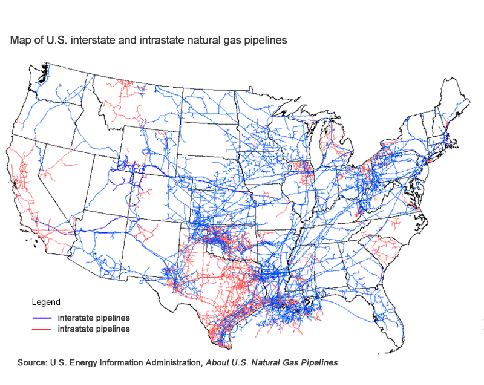 Map of U.S. interstate and intrastate natural gas pipelines
Legend
interstate pipelines
intrastate pipelines
Source: U.S. Energy Information Administration, About U.S. Natural Gas Pipelines